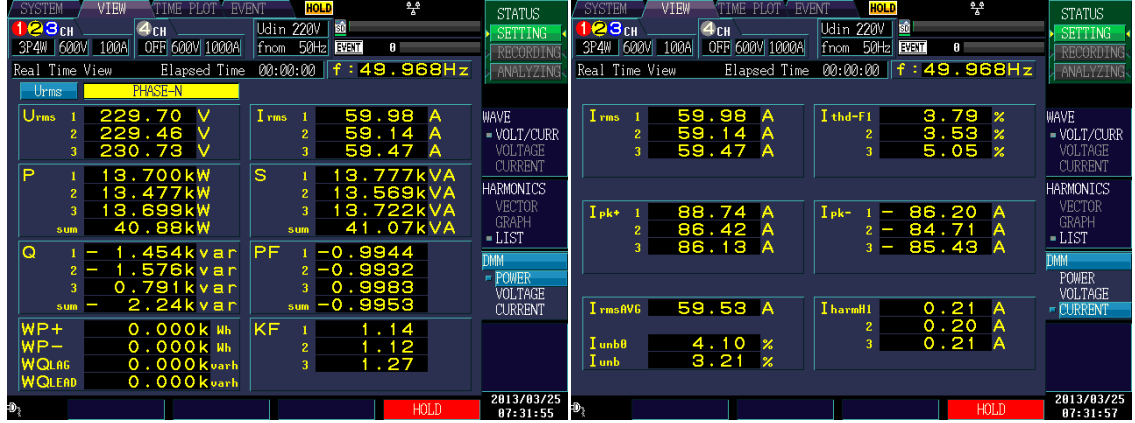 SYSTEM VIEW TIME PLOT EVENT HOLD
123CH 4CH Udin 220V SD
3P4W 600V 100A OFF 600V 1000A fnom 50Hz EVENT 0
Real Time View Elapsed Time 00:00:00 f:49.968Hz
Urms PHASE-N
Urms 1 229.70 V Irms 1 59.98 A
2 229.46 V 2 59.14 A
3 230.73 V 3 59.47 A
P 1 13.700kW S 1 13.777kVA
2 13.477kW 2 13.569kVA
3 13.699kW 3 13.722kVA
sum 40.88kW sum 41.07kVA
Q 1 - 1.454kvar PF 1 -0.9944
2 - 1.576kvar 2 -0.9932
3 - 0.791kvar 3 -0.9983
sum - 2.24kvar sum -0.9953
WP+ 0.000k Wh KF 1 1.14
WP- 0.000k Wh 2 1.12
WQLAG 0.000k varh 3 1.27
WQLEAD 0.000k varh
HOLD
STATUS
SETTING
RECORDING
ANALYZING
WAVE
VOLT/CURR
VOLTAGE
CURRENT
HARMONICS
VECTOR
GRAPH
LIST
DMM
POWER
VOLTAGE
CURRENT
2013/03/25
07:31:55
SYSTEM VIEW TIME PLOT EVENT HOLD
123CH 4CH Udin 220V SD
3P4W 600V 100A OFF 600V 1000A fnom 50Hz EVENT 0
Real Time View Elapsed Time 00:00:00 f:49.968Hz
Irms 1 59.98 A Ithd-F1 3.79 %
2 59.14 A 2 3.53 %
3 59.47 A 3 5.05 %
Ipk+ 1 88.74 A Ipk- 1 - 86.20 A
2 86.42 A 2 - 84.71 A
3 86.13 A 3 - 85.43 A
IrmsAVG 59.53 A IharmH1 0.21 A
2 0.20 A
Iunb0 4.10 % 3 0.21 A
Iunb 3.21 %
HOLD
STATUS
SETTING
RECORDING
ANALYZING
WAVE
VOLT/CURR
VOLTAGE
CURRENT
HARMONICS
VECTOR
GRAPH
LIST
DMM
POWER
VOLTAGE
CURRENT
2013/03/25
07:31:57